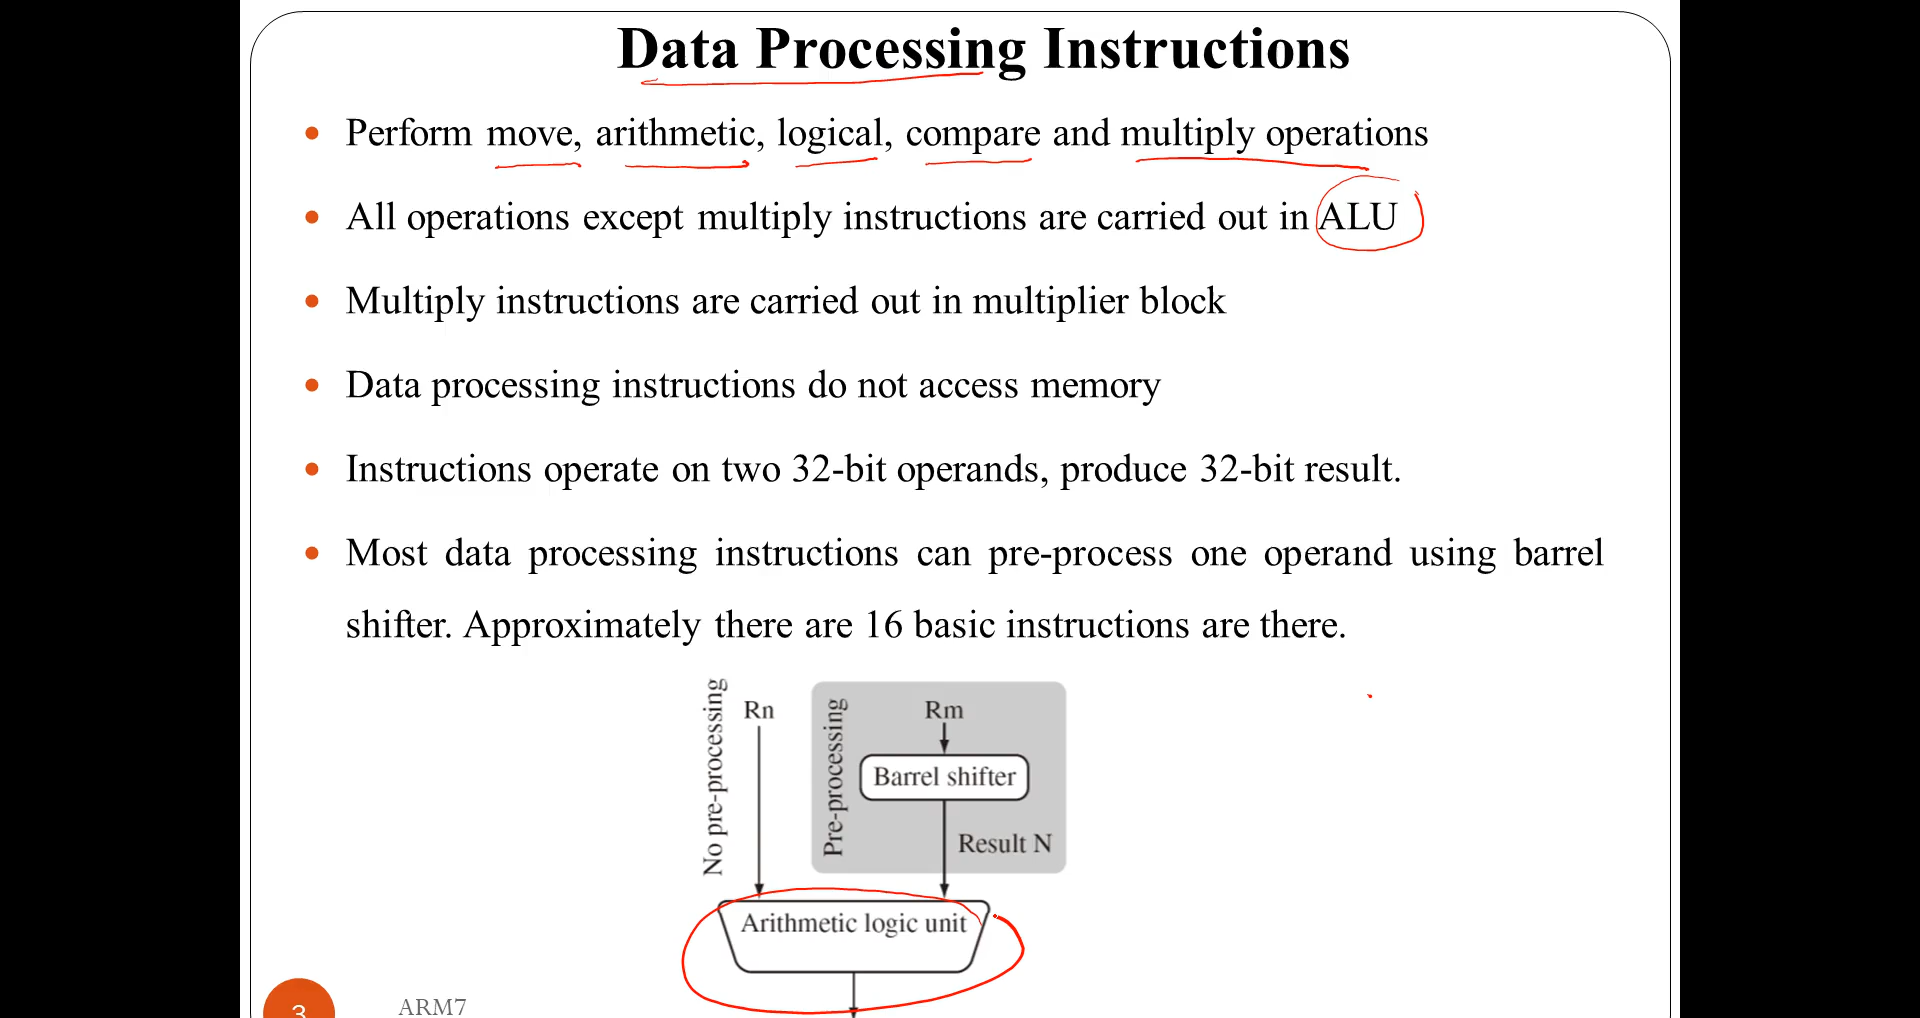 Data Processing Instructions
• Perform move, arithmetic, logical, compare and multiply operations
• All operations except multiply instructions are carried out in ALU
• Multiply instructions are carried out in multiplier block
• Data processing instructions do not access memory
• Instructions operate on two 32-bit operands, produce 32-bit result.
• Most data processing instructions can pre-process one operand using barrel
shifter. Approximately there are 16 basic instructions are there.
No pre-processing
Rn
Pre-processing
Rm
Barrel shifter
Result N
Arithmetic logic unit
3
ARM7